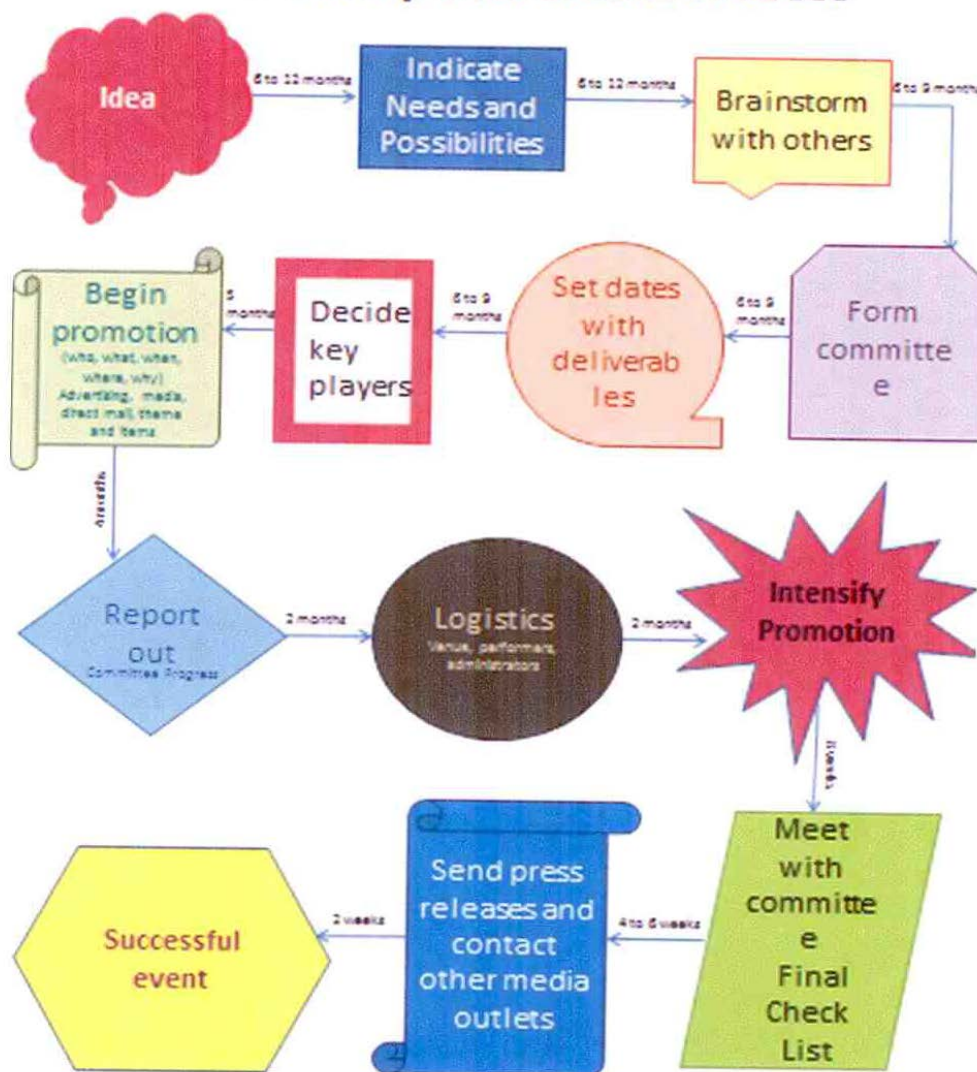 Idea
6 to 12 months
Indicate
Needs and
Possibilities
6 to 12 months
Brainstorm
with others
6 to 9 months
Form
committe
e
6 to 9
months
Set dates
with
deliverab
les
6 to 9
months
Decide
key
players
5
months
Begin
promotion
(who, what, when,
where, why)
Advertising, media,
direct mail, theme
and items
months
Report
out
Committee Progress
2 months
Logistics
Venue, performers,
administrators
2 months
Intensify
Promotion
Meet
with
committe
e
Final
Check
List
4 to 6 weeks
Send press
releases and
contact
other media
outlets
2 weeks
Successful
event